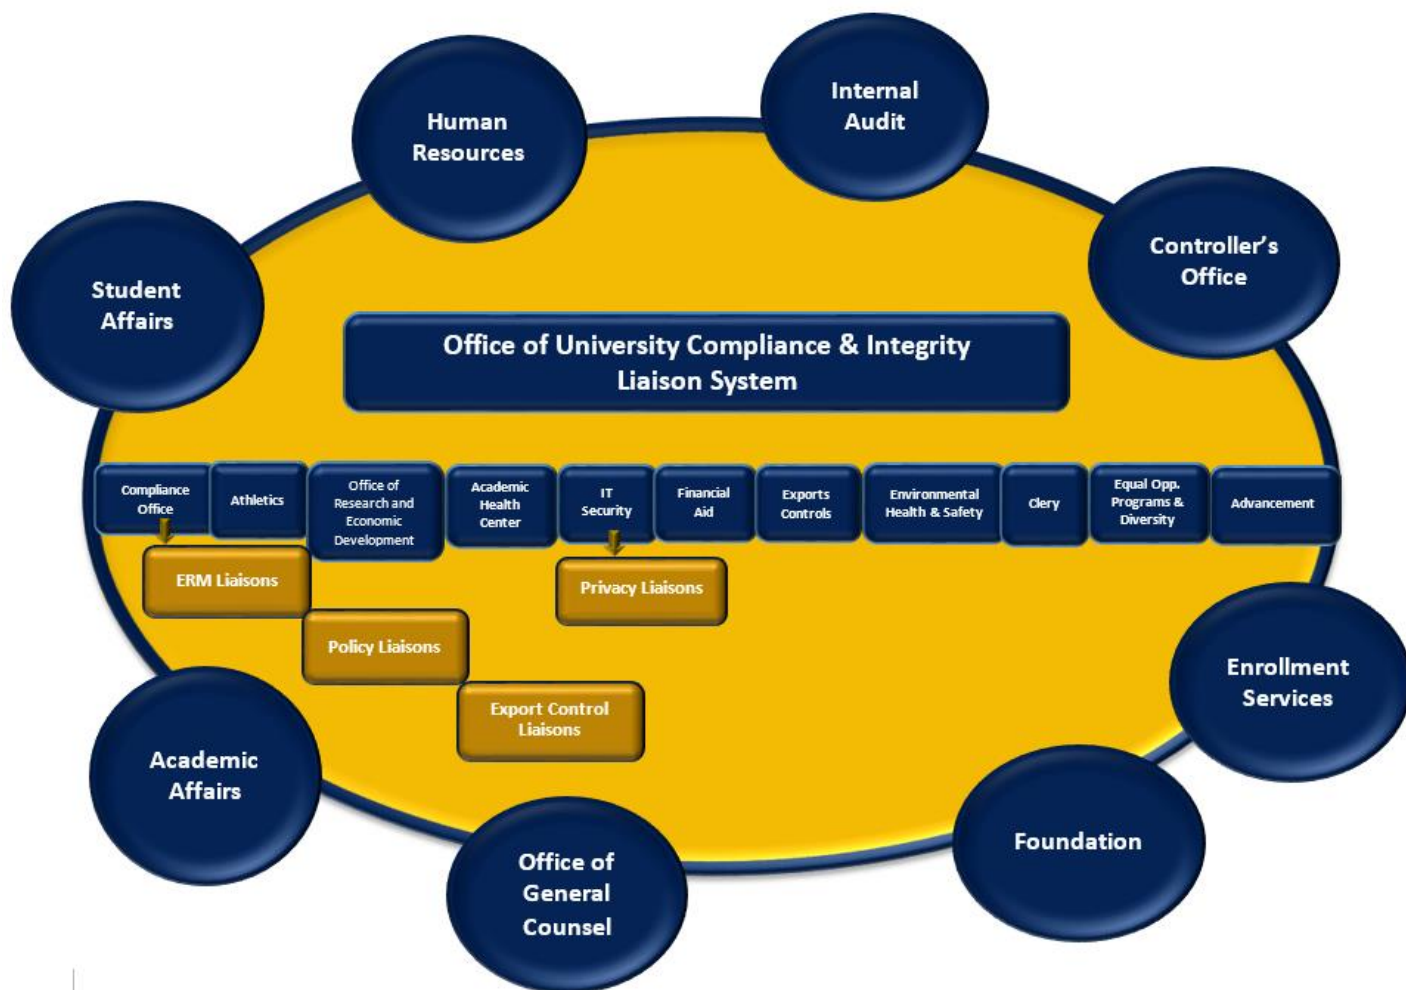 Human
Resources
Internal
Audit
Student
Affairs
Controller’s
Office
Office of University Compliance & Integrity
Liaison System
Compliance
Office
Athletics
Office of
Research and
Economic
Development
Academic
Health
Center
IT
Security
Financial
Aid
Exports
Controls
Environmental
Health & Safety
Clery
Equal Opp.
Programs &
Diversity
Advancement
ERM Liaisons
Privacy Liaisons
Policy Liaisons
Export Control
Liaisons
Enrollment
Services
Academic
Affairs
Foundation
Office of
General
Counsel